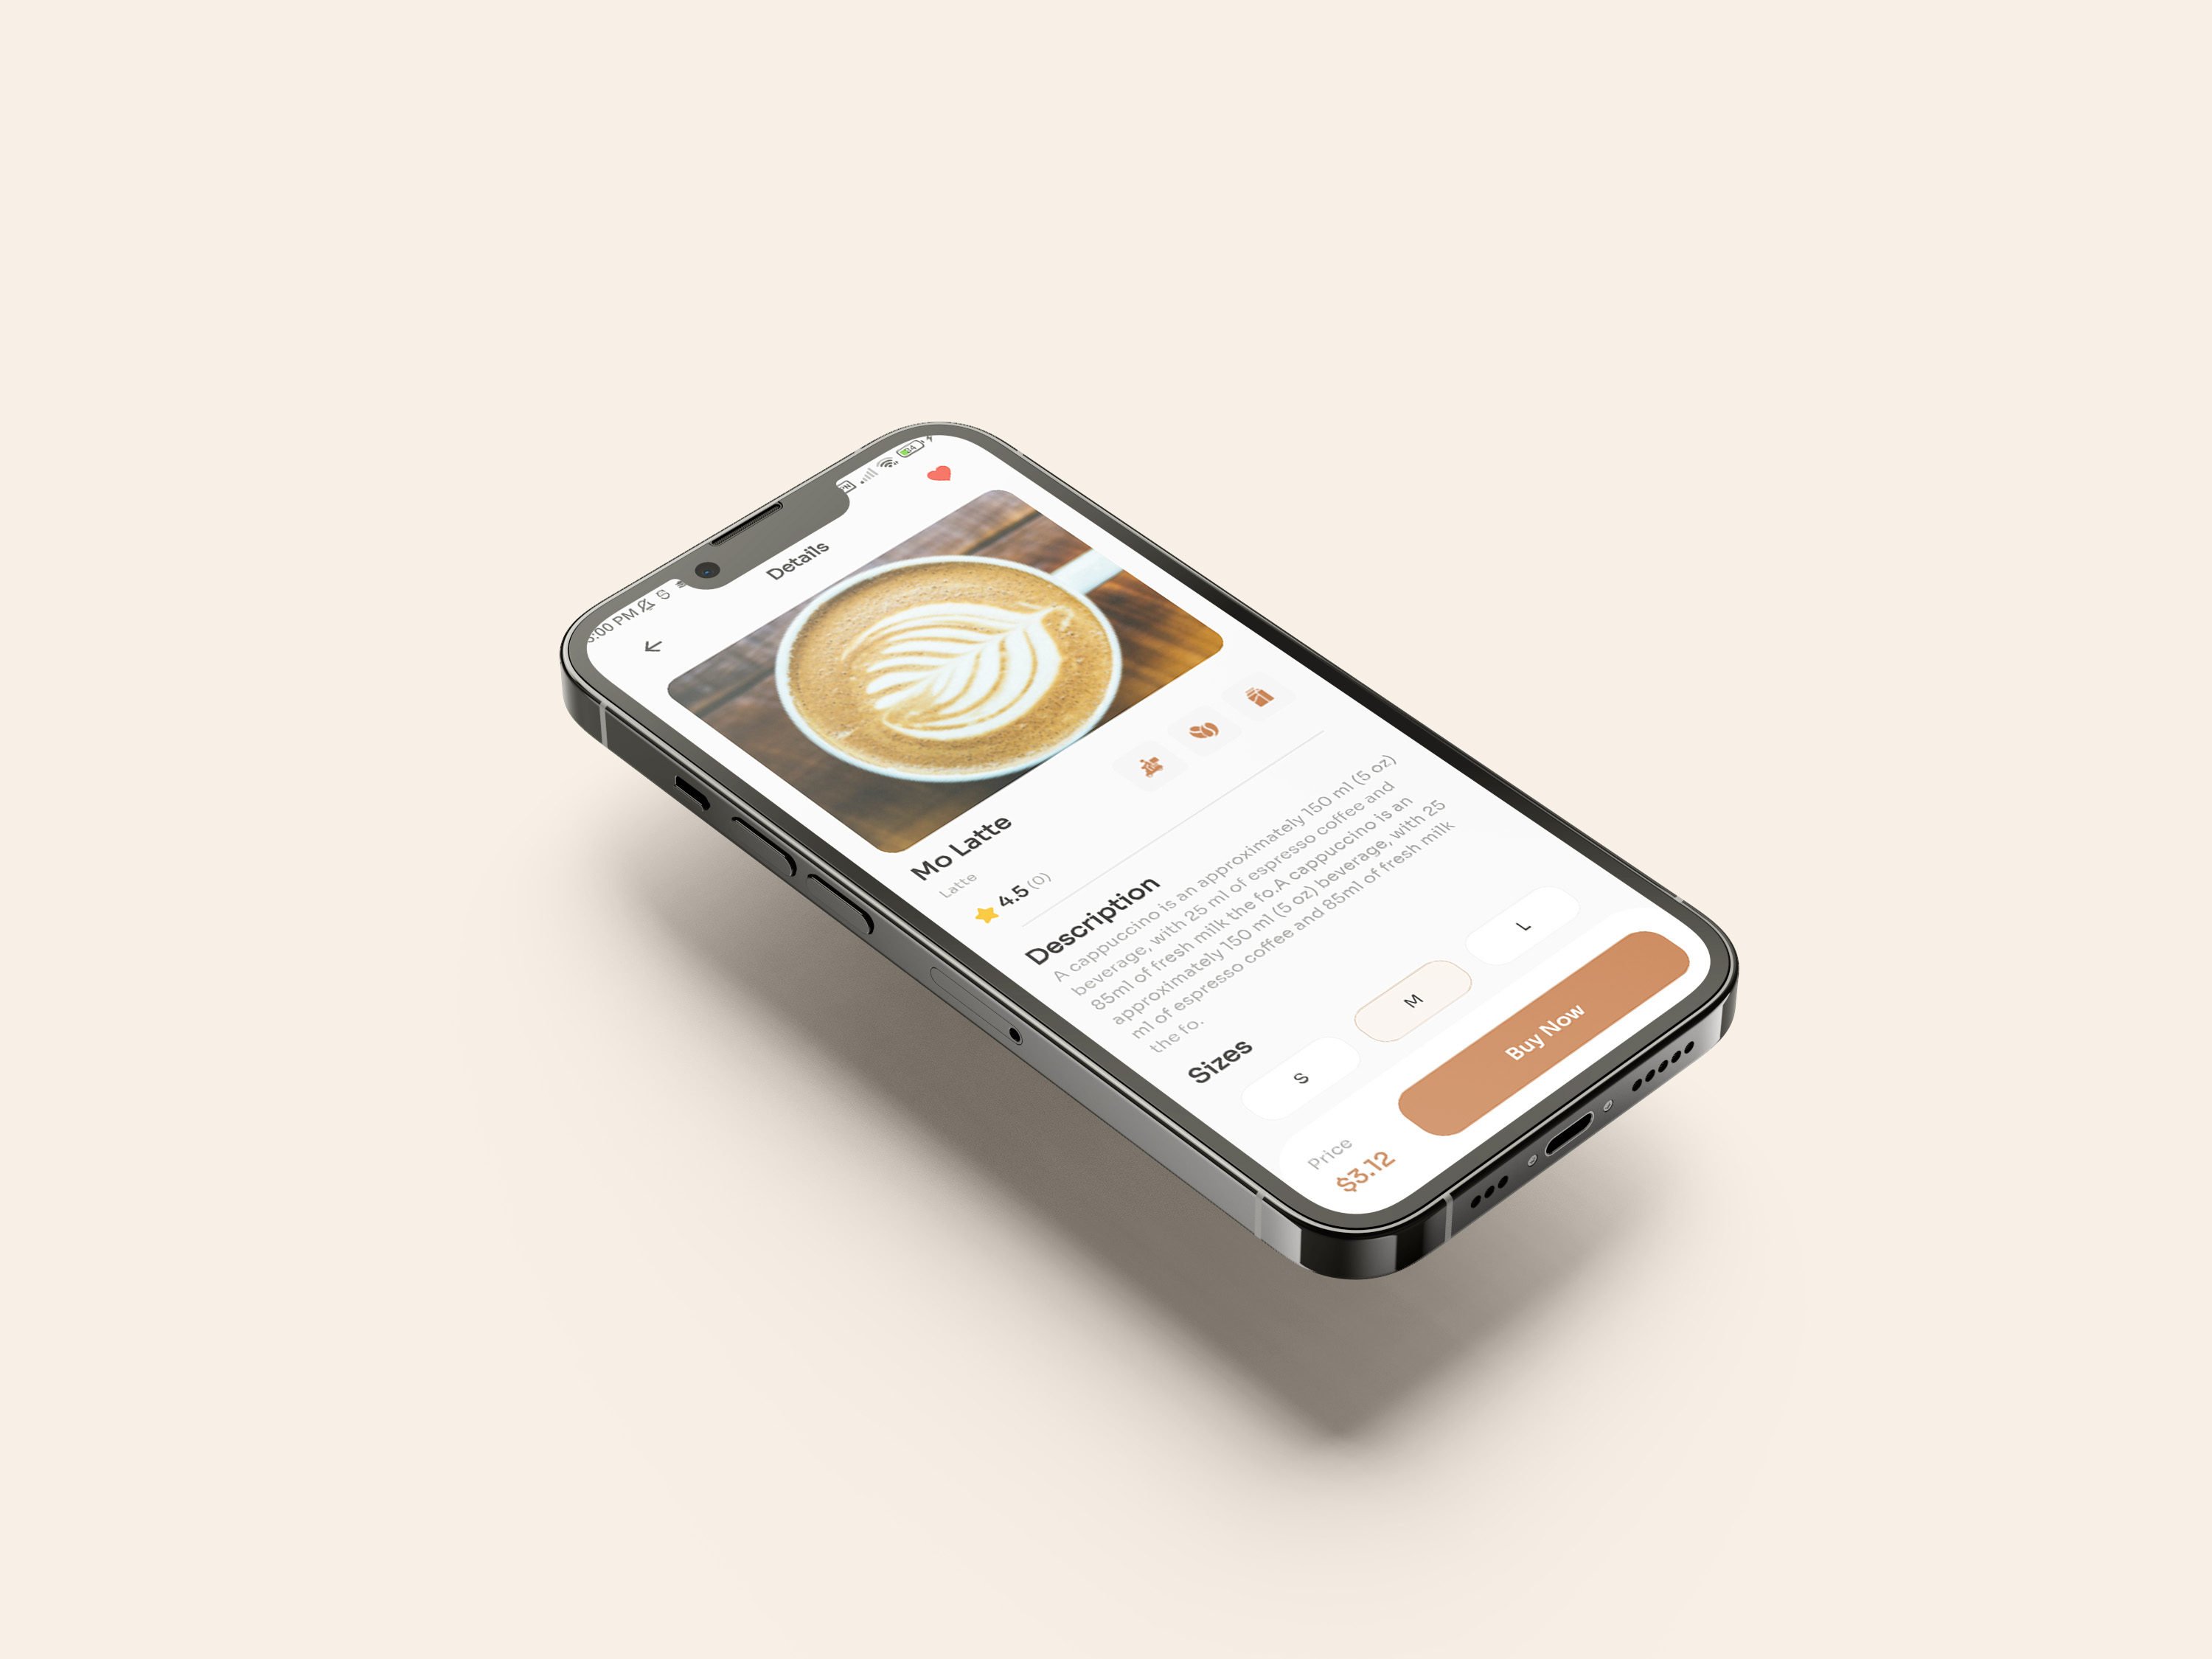 :00 PM
Details
Mo Latte
Latte
4.5 (0)
Description
A cappuccino is an approximately 150 ml (5 oz)
beverage, with 25 ml of espresso coffee and
85ml of fresh milk the fo.A cappuccino is an
approximately 150 ml (5 oz) beverage, with 25
ml of espresso coffee and 85ml of fresh milk
the fo.
Sizes
S M L
Price
$3.12
Buy Now